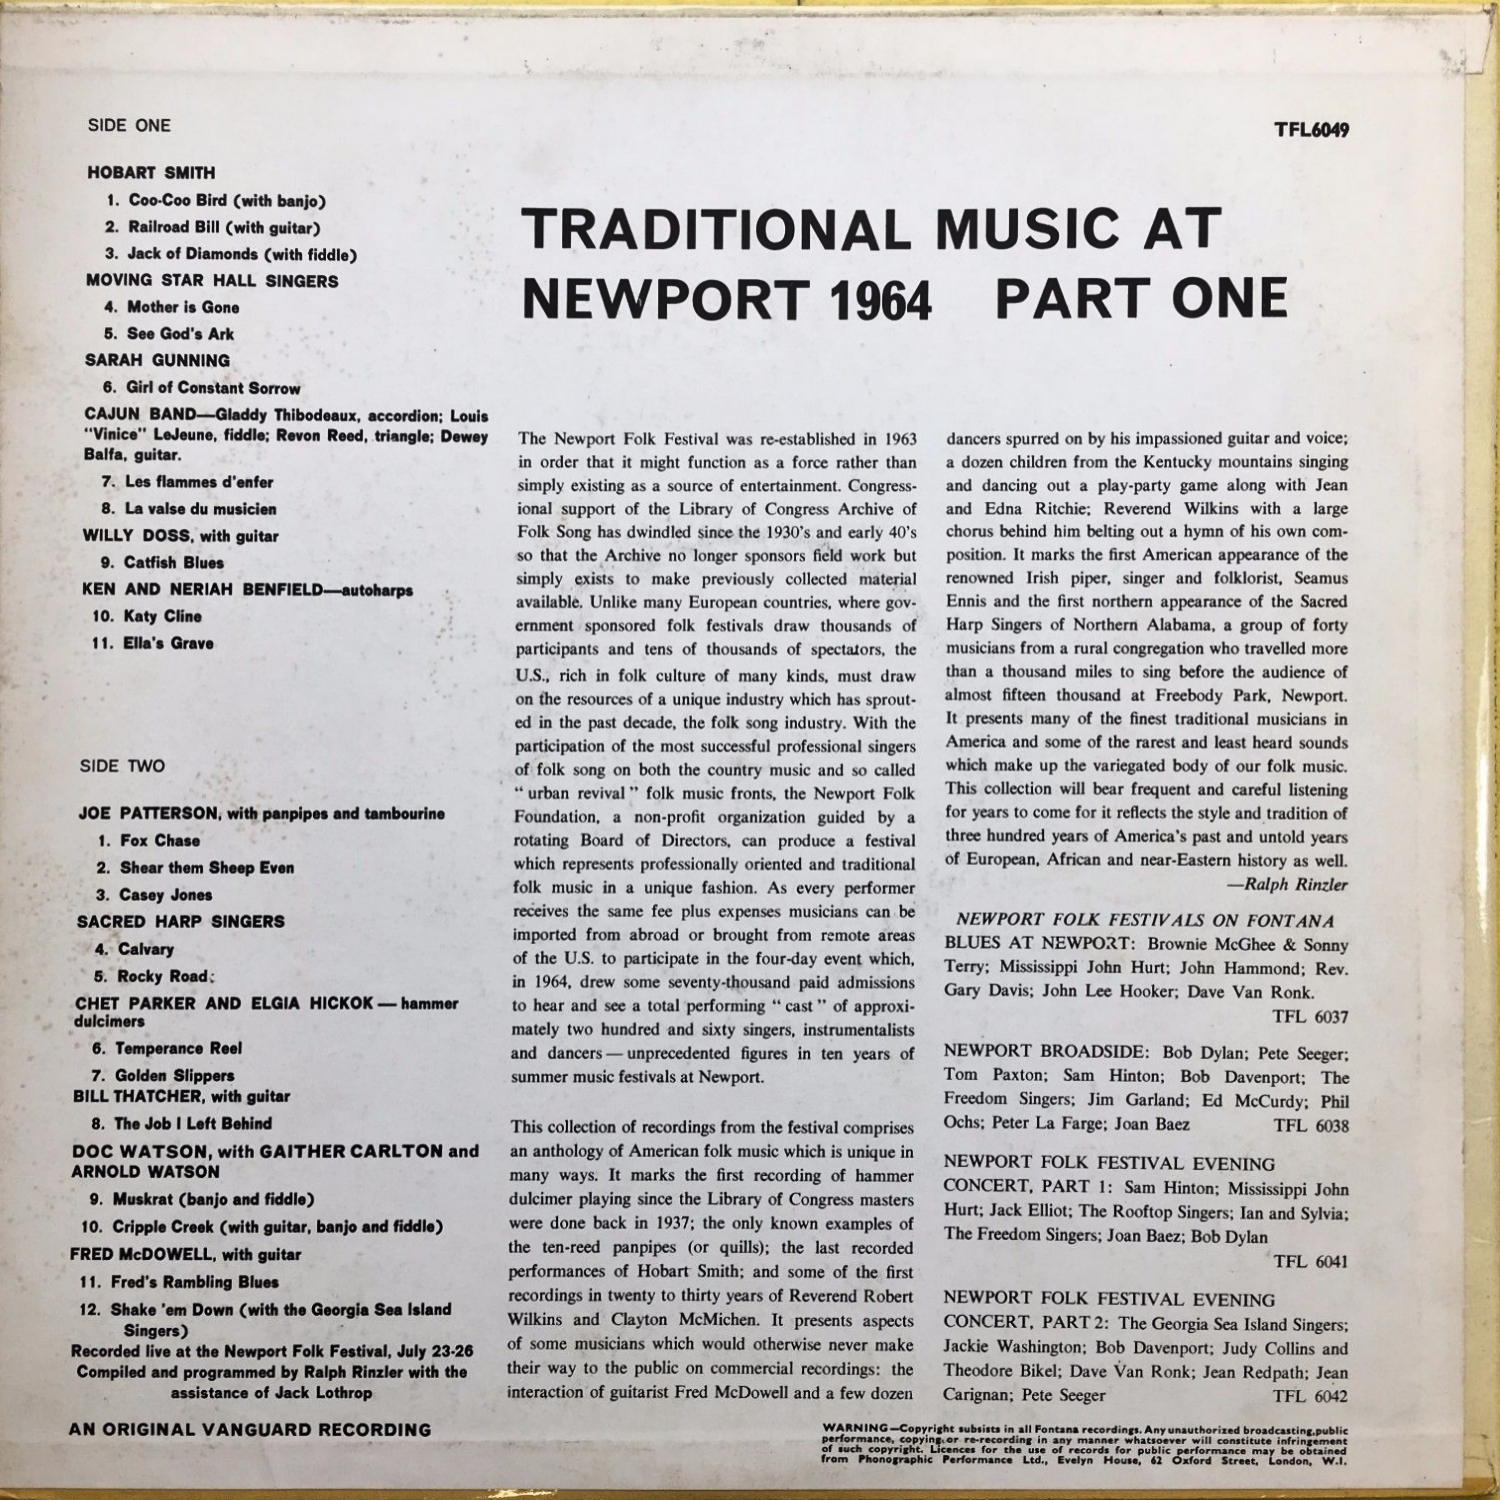 SIDE ONE
HOBART SMITH
1. Coo-Coo Bird (with banjo)
2. Railroad Bill (with guitar)
3. Jack of Diamonds (with fiddle)
MOVING STAR HALL SINGERS
4. Mother is Gone
5. See God's Ark
SARAH GUNNING
6. Girl of Constant Sorrow
CAJUN BAND—Gladdy Thibodeaux, accordion; Louis
"Vinice" LeJeune, fiddle; Revon Reed, triangle; Dewey
Balfa, guitar.
7. Les flammes d'enfer
8. La valse du musicien
WILLY DOSS, with guitar
9. Catfish Blues
KEN AND NERIAH BENFIELD—autoharps
10. Katy Cline
11. Ella's Grave
SIDE TWO
JOE PATTERSON, with panpipes and tambourine
1. Fox Chase
2. Shear them Sheep Even
3. Casey Jones
SACRED HARP SINGERS
4. Calvary
5. Rocky Road:
CHET PARKER AND ELGIA HICKOK — hammer
dulcimers
6. Temperance Reel
7. Golden Slippers
BILL THATCHER, with guitar
8. The Job I Left Behind
DOC WATSON, with GAITHER CARLTON and
ARNOLD WATSON
9. Muskrat (banjo and fiddle)
10. Cripple Creek (with guitar, banjo and fiddle)
FRED McDOWELL, with guitar
11. Fred's Rambling Blues
12. Shake 'em Down (with the Georgia Sea Island
Singers)
Recorded live at the Newport Folk Festival, July 23-26
Compiled and programmed by Ralph Rinzler with the
assistance of Jack Lothrop
AN ORIGINAL VANGUARD RECORDING
TFL6049
TRADITIONAL MUSIC AT
NEWPORT 1964 PART ONE
The Newport Folk Festival was re-established in 1963
in order that it might function as a force rather than
simply existing as a source of entertainment. Congress-
ional support of the Library of Congress Archive of
Folk Song has dwindled since the 1930's and early 40's
so that the Archive no longer sponsors field work but
simply exists to make previously collected material
available. Unlike many European countries, where gov-
ernment sponsored folk festivals draw thousands of
participants and tens of thousands of spectators, the
U.S., rich in folk culture of many kinds, must draw
on the resources of a unique industry which has sprout-
ed in the past decade, the folk song industry. With the
participation of the most successful professional singers
of folk song on both the country music and so called
" urban revival " folk music fronts, the Newport Folk
Foundation, a non-profit organization guided by a
rotating Board of Directors, can produce a festival
which represents professionally oriented and traditional
folk music in a unique fashion. As every performer
receives the same fee plus expenses musicians can be
imported from abroad or brought from remote areas
of the U.S. to participate in the four-day event which,
in 1964, drew some seventy-thousand paid admissions
to hear and see a total performing " cast " of approxi-
mately two hundred and sixty singers, instrumentalists
and dancers — unprecedented figures in ten years of
summer music festivals at Newport.
This collection of recordings from the festival comprises
an anthology of American folk music which is unique in
many ways. It marks the first recording of hammer
dulcimer playing since the Library of Congress masters
were done back in 1937; the only known examples of
the ten-reed panpipes (or quills); the last recorded
performances of Hobart Smith; and some of the first
recordings in twenty to thirty years of Reverend Robert
Wilkins and Clayton McMichen. It presents aspects
of some musicians which would otherwise never make
their way to the public on commercial recordings: the
interaction of guitarist Fred McDowell and a few dozen
dancers spurred on by his impassioned guitar and voice;
a dozen children from the Kentucky mountains singing
and dancing out a play-party game along with Jean
and Edna Ritchie; Reverend Wilkins with a large
chorus behind him belting out a hymn of his own com-
position. It marks the first American appearance of the
renowned Irish piper, singer and folklorist, Seamus
Ennis and the first northern appearance of the Sacred
Harp Singers of Northern Alabama, a group of forty
musicians from a rural congregation who travelled more
than a thousand miles to sing before the audience of
almost fifteen thousand at Freebody Park, Newport.
It presents many of the finest traditional musicians in
America and some of the rarest and least heard sounds
which make up the variegated body of our folk music.
This collection will bear frequent and careful listening
for years to come for it reflects the style and tradition of
three hundred years of America's past and untold years
of European, African and near-Eastern history as well.
—Ralph Rinzler
NEWPORT FOLK FESTIVALS ON FONTANA
BLUES AT NEWPORT: Brownie McGhee & Sonny
Terry; Mississippi John Hurt; John Hammond; Rev.
Gary Davis; John Lee Hooker; Dave Van Ronk.
TFL 6037
NEWPORT BROADSIDE: Bob Dylan; Pete Seeger;
Tom Paxton; Sam Hinton; Bob Davenport; The
Freedom Singers; Jim Garland; Ed McCurdy; Phil
Ochs; Peter La Farge; Joan Baez TFL 6038
NEWPORT FOLK FESTIVAL EVENING
CONCERT, PART 1: Sam Hinton; Mississippi John
Hurt; Jack Elliot; The Rooftop Singers; Ian and Sylvia;
The Freedom Singers; Joan Baez; Bob Dylan
TFL 6041
NEWPORT FOLK FESTIVAL EVENING
CONCERT, PART 2: The Georgia Sea Island Singers;
Jackie Washington; Bob Davenport; Judy Collins and
Theodore Bikel; Dave Van Ronk; Jean Redpath; Jean
Carignan; Pete Seeger TFL 6042
WARNING—Copyright subsists in all Fontana recordings. Any unauthorized broadcasting, public
performance, copying, or re-recording in any manner whatsoever will constitute infringement
of such copyright. Licences for the use of records for public performance may be obtained
from Phonographic Performance Ltd., Evelyn House, 62 Oxford Street, London, W.I.